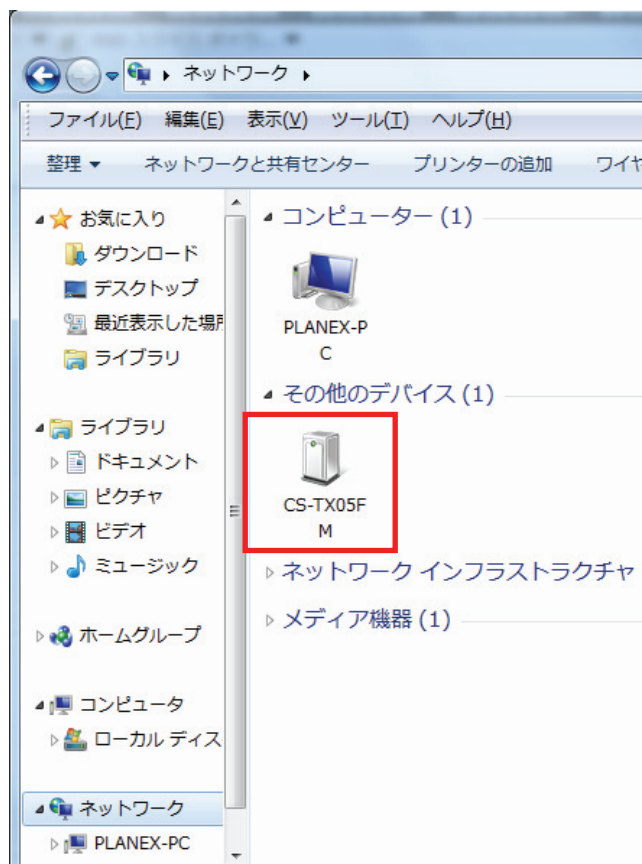 ネットワーク
ファイル(F) 編集(E) 表示(V) ツール(T) ヘルプ(H)
整理 ネットワークと共有センター プリンターの追加 ワイヤ
お気に入り
ダウンロード
デスクトップ
最近表示した場所
ライブラリ
ライブラリ
ドキュメント
ピクチャ
ビデオ
ミュージック
ホームグループ
コンピュータ
ローカル ディス
ネットワーク
PLANEX-PC
コンピューター (1)
PLANEX-P
C
その他のデバイス (1)
CS-TX05F
M
ネットワーク インフラストラクチャ
メディア機器 (1)